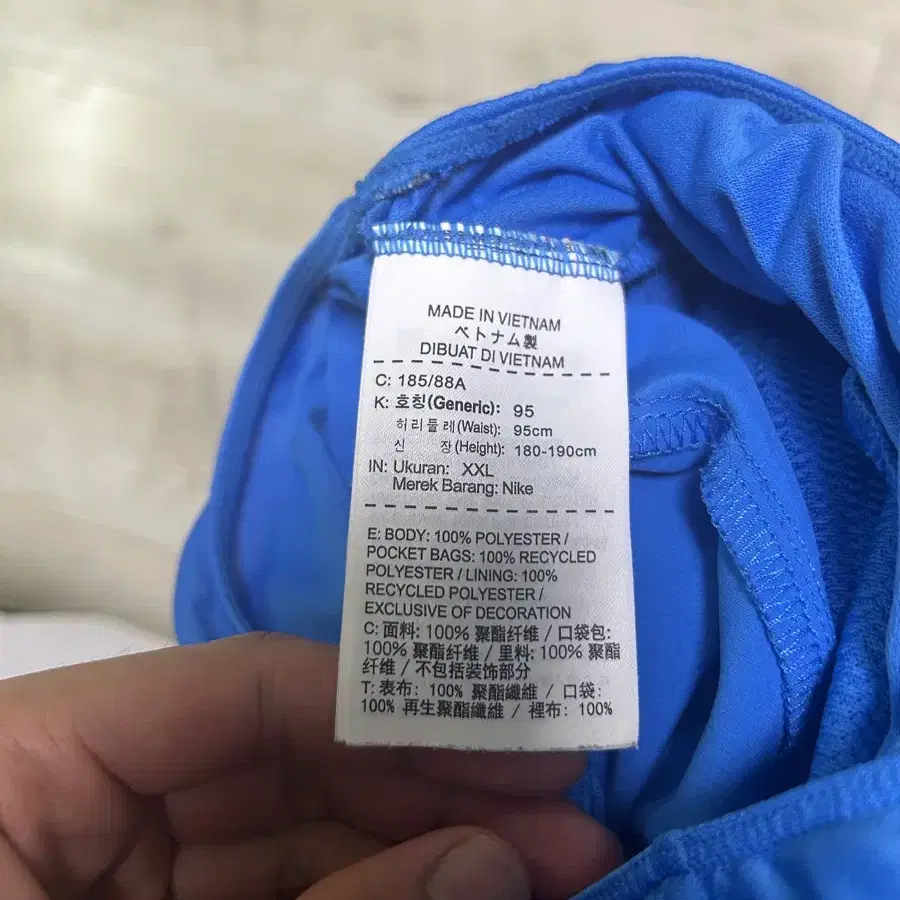 MADE IN VIETNAM
ベトナム製
DIBUAT DI VIETNAM
C: 185/88A
K: 호칭(Generic): 95
허리둘레(Waist): 95cm
신 장(Height): 180-190cm
IN: Ukuran: XXL
Merek Barang: Nike
E: BODY: 100% POLYESTER /
POCKET BAGS: 100% RECYCLED
POLYESTER / LINING: 100%
RECYCLED POLYESTER /
EXCLUSIVE OF DECORATION
C: 面料: 100% 聚酯纤维 / 口袋包:
100% 聚酯纤维 / 里料: 100% 聚酯
纤维 / 不包括装饰部分
T: 表布: 100% 聚酯纖維 / 口袋:
100% 再生聚酯纖維 / 裡布: 100%